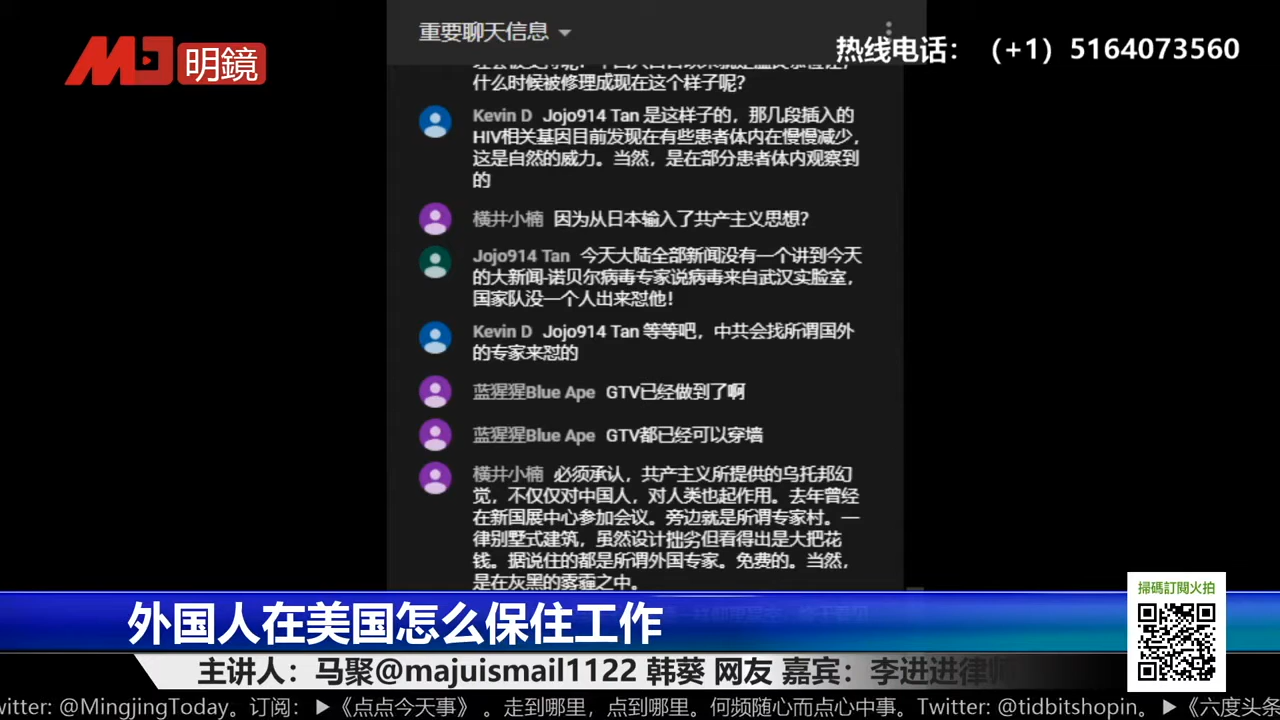 重要聊天信息
MJ 明鏡
热线电话：（+1）5164073560
什么时候被修理成现在这个样子呢？
Kevin D Jojo914 Tan 是这样子的，那几段插入的
HIV相关基因目前发现在有些患者体内在慢慢减少，
这是自然的威力。当然，是在部分患者体内观察到
的
横井小楠 因为从日本输入了共产主义思想？
Jojo914 Tan 今天大陆全部新闻没有一个讲到今天
的大新闻-诺贝尔病毒专家说病毒来自武汉实脸室，
国家队没一个人出来怼他！
Kevin D Jojo914 Tan 等等吧，中共会找所谓国外
的专家来怼的
蓝猩猩Blue Ape GTV已经做到了啊
蓝猩猩Blue Ape GTV都已经可以穿墙
横井小楠 必须承认，共产主义所提供的乌托邦幻
觉，不仅仅对中国人，对人类也起作用。去年曾经
在新国展中心参加会议。旁边就是所谓专家村。一
律别墅式建筑，虽然设计拙劣但看得出是大把花
钱。据说住的都是所谓外国专家。免费的。当然，
是在灰黑的雾霾之中。
掃碼訂閱火拍
外国人在美国怎么保住工作
主讲人：马聚@majuismail1122 韩葵 网友 嘉宾：李进进律师
witter: @MingjingToday。订阅：▶《点点今天事》 。走到哪里，点到哪里。何频随心而点心中事。Twitter: @tidbitshopin。▶《六度头条